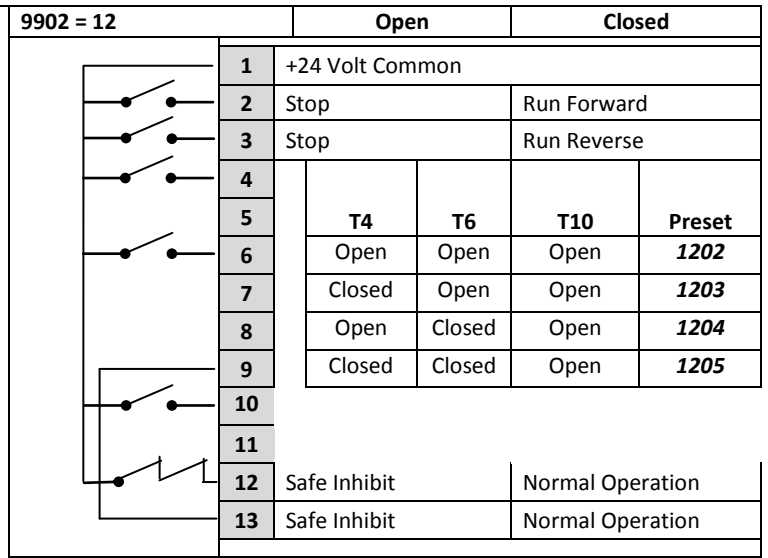 9902 = 12 Open Closed
1 +24 Volt Common
2 Stop Run Forward
3 Stop Run Reverse
4
5 T4 T6 T10 Preset
6 Open Open Open 1202
7 Closed Open Open 1203
8 Open Closed Open 1204
9 Closed Closed Open 1205
10
11
12 Safe Inhibit Normal Operation
13 Safe Inhibit Normal Operation